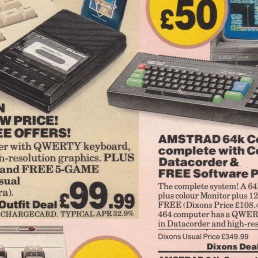 £50
N
W PRICE!
EE OFFERS!
er with QWERTY keyboard,
h-resolution graphics. PLUS
and FREE 5-GAME
sual
ra).
Outfit Deal £99.99
CHARGECARD. TYPICAL APR 32.9%
AMSTRAD 64k Co
complete with Co
Datacorder &
FREE Software P
The complete system! A 64
plus colour Monitor plus 12
FREE (Dixons Price £108.
464 computer has a QWER
in Datacorder and high-res
Dixons Usual Price £349.99
Dixons Deal